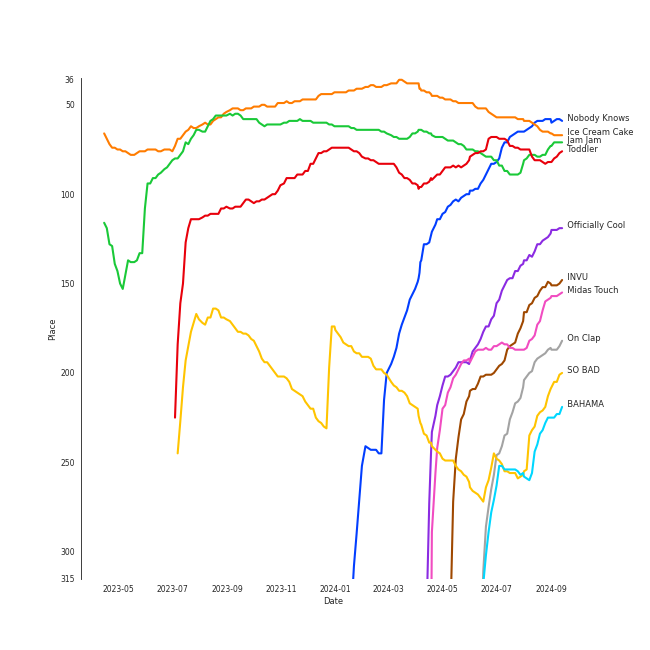 36
50
100
150
200
250
300
315
Place
2023-05
2023-07
2023-09
2023-11
2024-01
2024-03
2024-05
2024-07
2024-09
Date
Nobody Knows
Ice Cream Cake
Jam Jam
Toddler
Officially Cool
INVU
Midas Touch
On Clap
SO BAD
BAHAMA